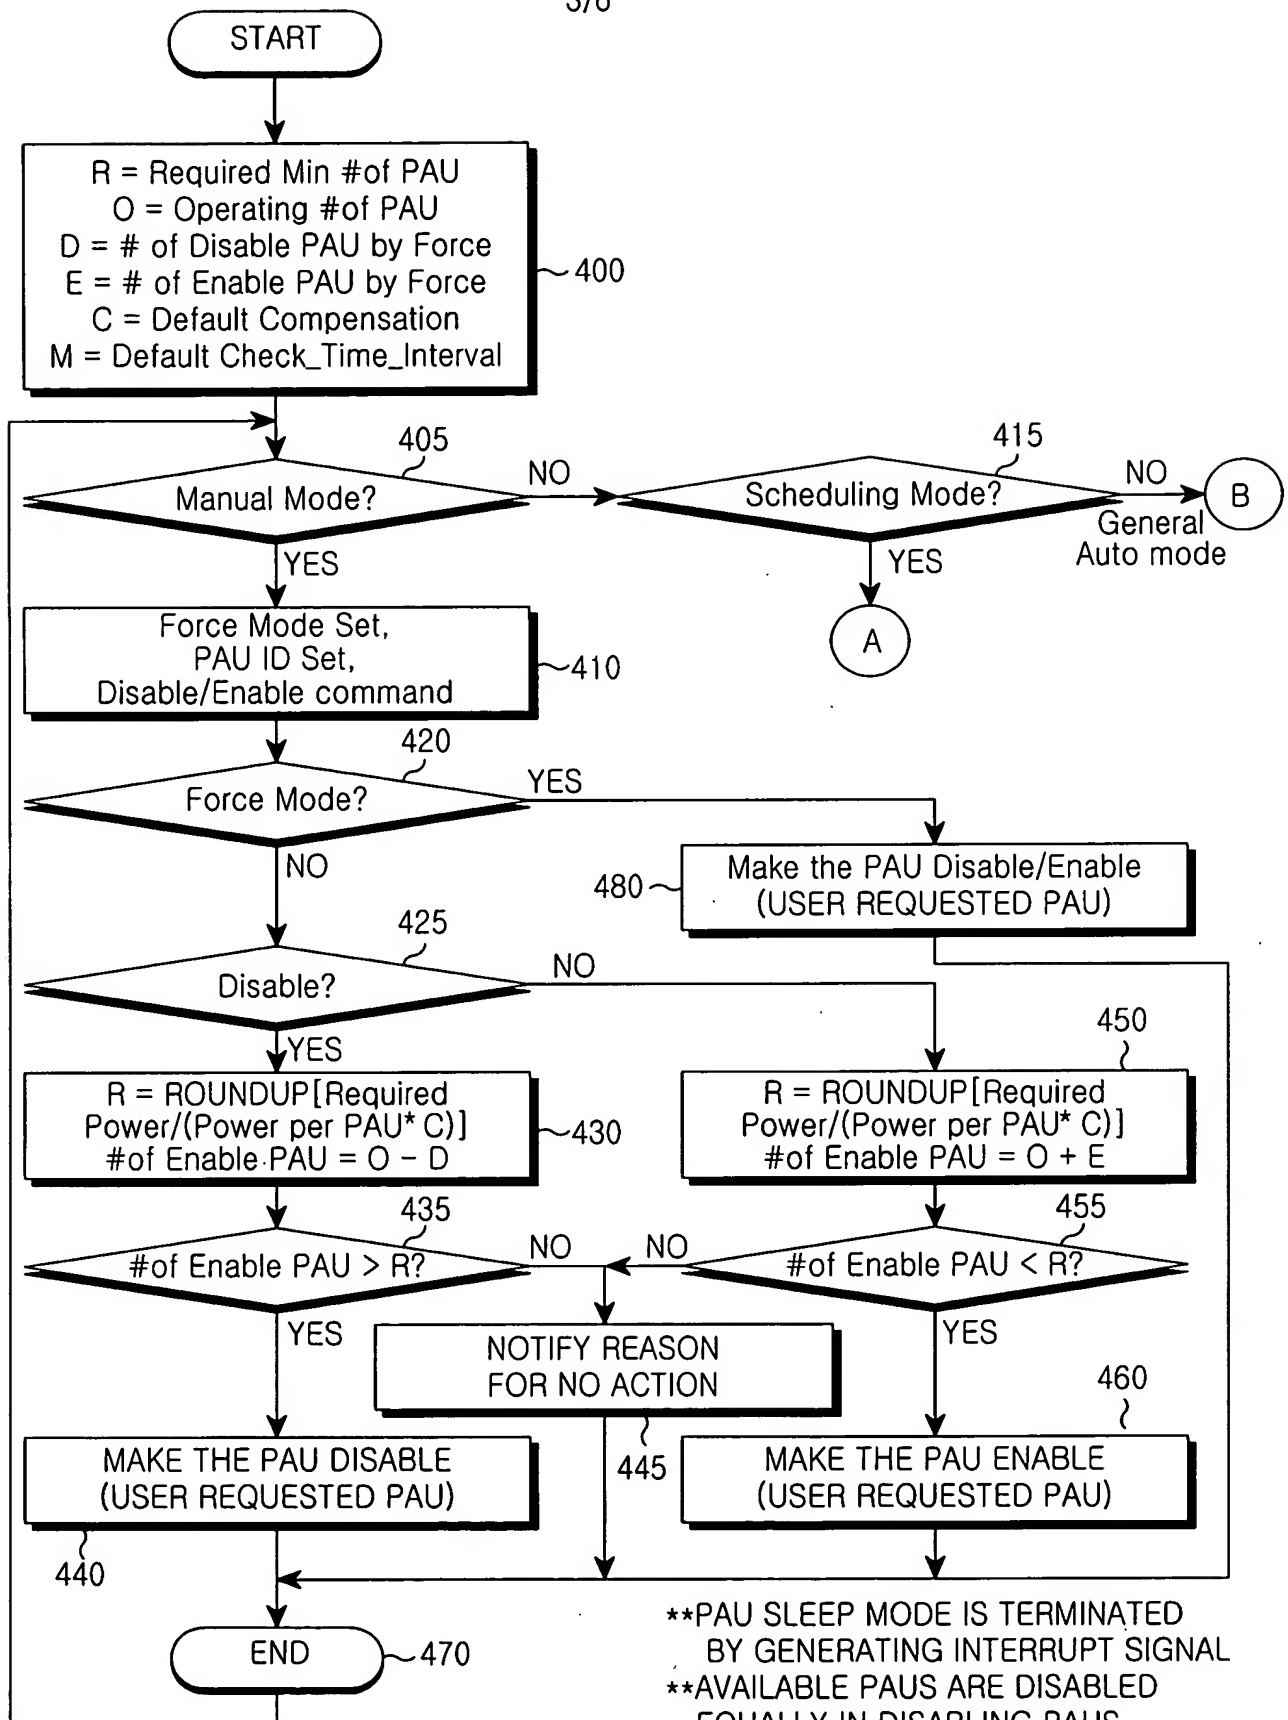 3/6
START
R = Required Min #of PAU
O = Operating #of PAU
D = # of Disable PAU by Force
E = # of Enable PAU by Force
C = Default Compensation
M = Default Check_Time_Interval
400
405
Manual Mode?
NO
415
Scheduling Mode?
NO
B
General
Auto mode
YES
YES
A
Force Mode Set,
PAU ID Set,
Disable/Enable command
410
420
Force Mode?
YES
NO
480
Make the PAU Disable/Enable
(USER REQUESTED PAU)
425
Disable?
NO
YES
450
R = ROUNDUP[Required
Power/(Power per PAU* C)]
#of Enable PAU = O - D
430
R = ROUNDUP[Required
Power/(Power per PAU* C)]
#of Enable PAU = O + E
435
#of Enable PAU > R?
NO
NO
455
#of Enable PAU < R?
YES
YES
NOTIFY REASON
FOR NO ACTION
445
460
MAKE THE PAU DISABLE
(USER REQUESTED PAU)
440
MAKE THE PAU ENABLE
(USER REQUESTED PAU)
END
470
**PAU SLEEP MODE IS TERMINATED
BY GENERATING INTERRUPT SIGNAL
**AVAILABLE PAUS ARE DISABLED
EQUALLY IN DISABLING PAUS